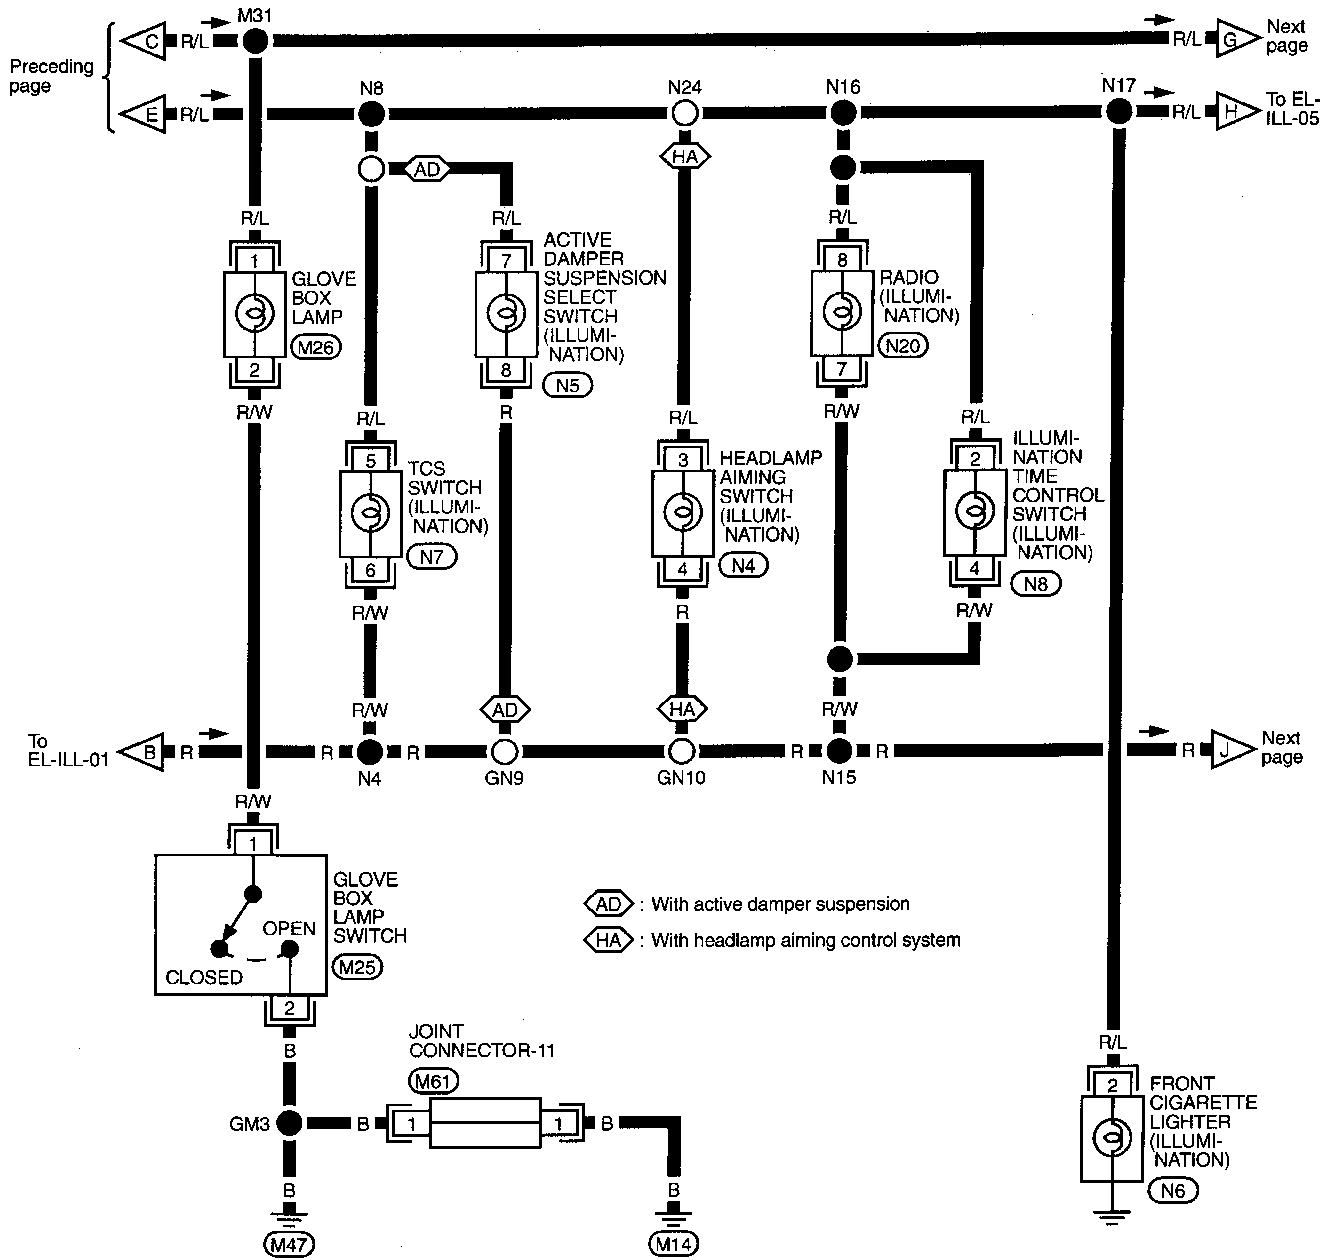 M31
C R/L R/L G Next
page
Preceding
page
N8 N24 N16 N17
E R/L R/L H To EL-
ILL-05
AD HA
R/L R/L R/L
1 GLOVE
BOX
LAMP
M26
2
R/W
7 ACTIVE
DAMPER
SUSPENSION
SELECT
SWITCH
(ILLUMI-
NATION)
N5
8
R
8 RADIO
(ILLUMI-
NATION)
N20
7
R/W
R/L R/L R/L
5 TCS
SWITCH
(ILLUMI-
NATION)
N7
6
R/W
3 HEADLAMP
AIMING
SWITCH
(ILLUMI-
NATION)
N4
4
R
2 ILLUMI-
NATION
TIME
CONTROL
SWITCH
(ILLUMI-
NATION)
N8
4
R/W
R/W AD HA R/W
To
EL-ILL-01
B R R R R R R J Next
page
N4 GN9 GN10 N15
R/W
1
GLOVE
BOX
LAMP
SWITCH
M25
OPEN
CLOSED
2
AD : With active damper suspension
HA : With headlamp aiming control system
B
JOINT
CONNECTOR-11
M61
GM3 B 1 1 B
B B
M47 M14
R/L
2 FRONT
CIGARETTE
LIGHTER
(ILLUMI-
NATION)
N6